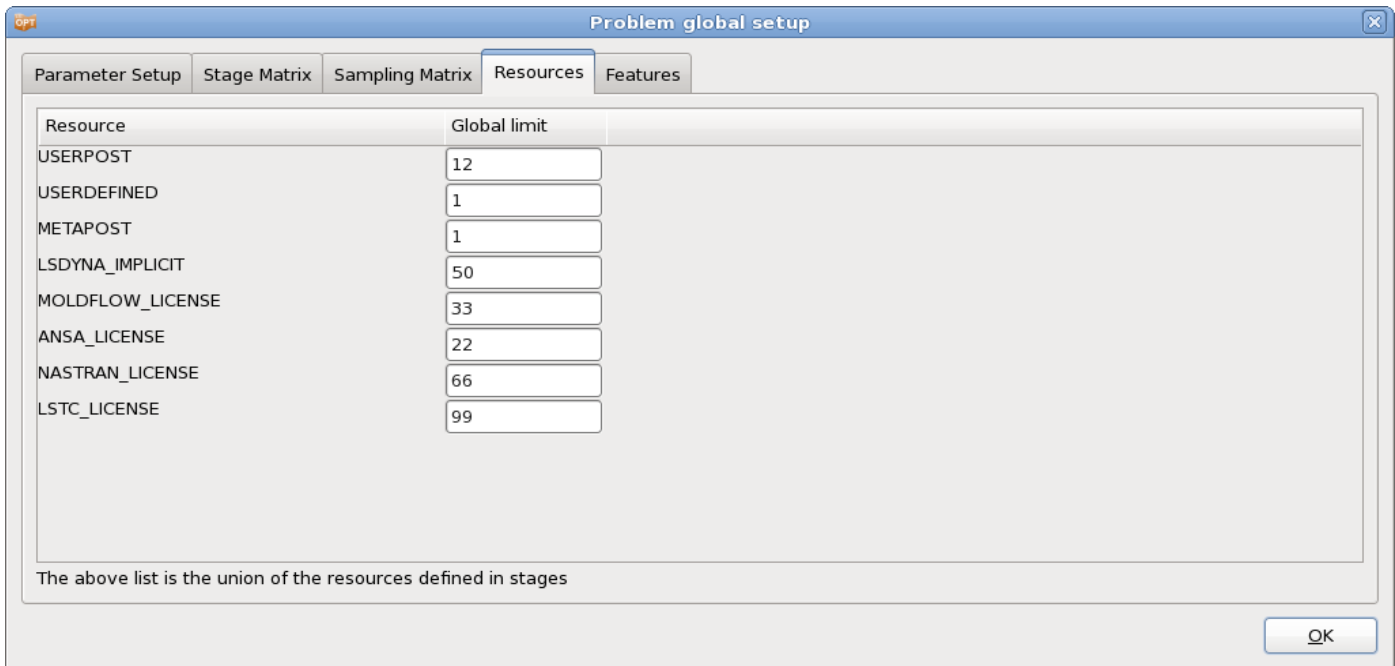 OPT Problem global setup
Parameter Setup Stage Matrix Sampling Matrix Resources Features
Resource Global limit
USERPOST 12
USERDEFINED 1
METAPOST 1
LSDYNA_IMPLICIT 50
MOLDFLOW_LICENSE 33
ANSA_LICENSE 22
NASTRAN_LICENSE 66
LSTC_LICENSE 99
The above list is the union of the resources defined in stages
OK